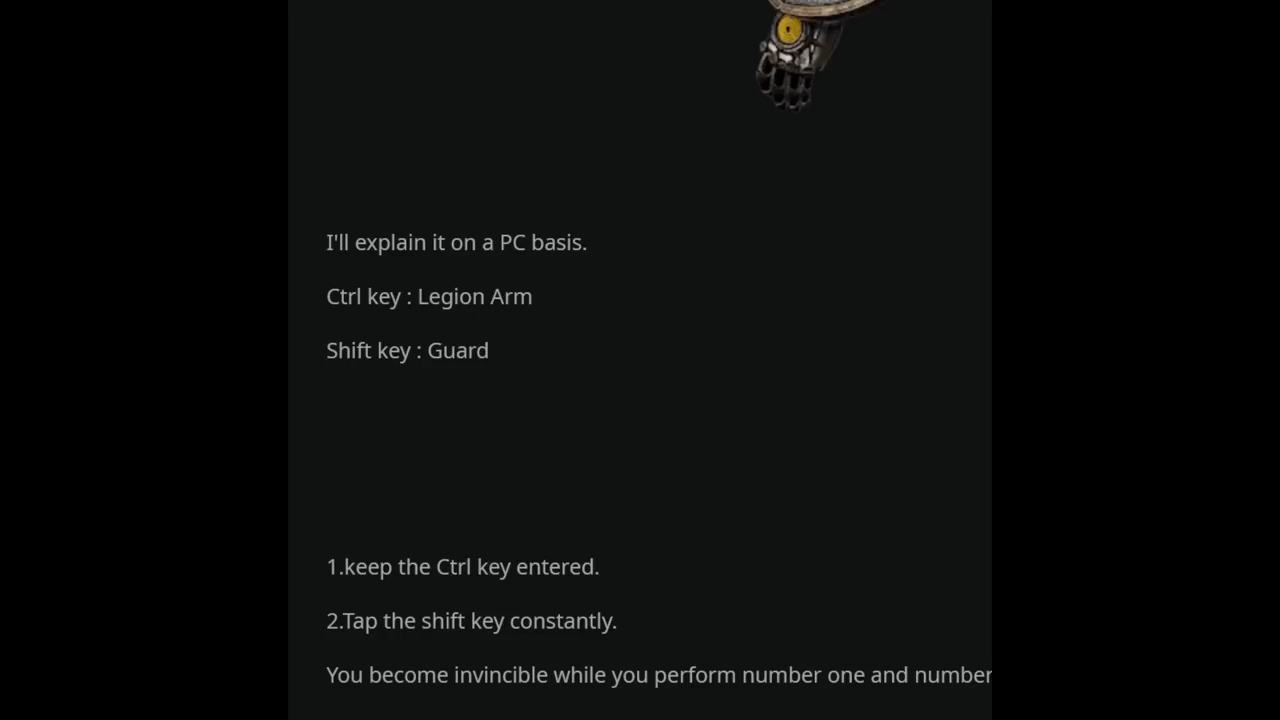 I'll explain it on a PC basis.
Ctrl key : Legion Arm
Shift key : Guard
1.keep the Ctrl key entered.
2.Tap the shift key constantly.
You become invincible while you perform number one and number